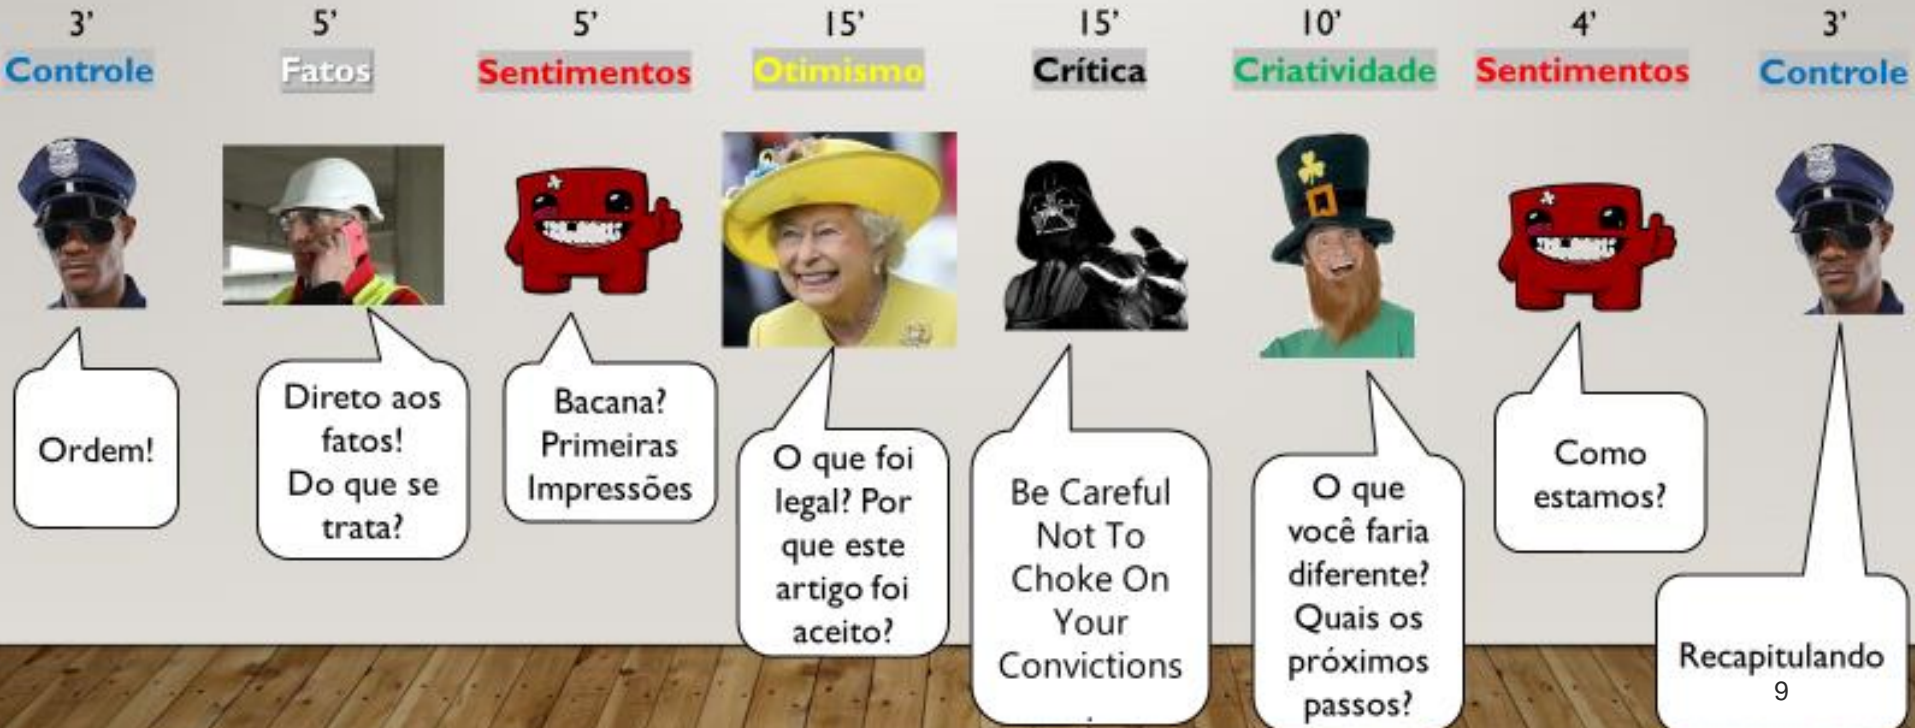 3’
Controle
Ordem!
5’
Fatos
Direto aos
fatos!
Do que se
trata?
5’
Sentimentos
Bacana?
Primeiras
Impressões
15’
Otimismo
O que foi
legal? Por
que este
artigo foi
aceito?
15’
Crítica
Be Careful
Not To
Choke On
Your
Convictions
.
10’
Criatividade
O que
você faria
diferente?
Quais os
próximos
passos?
4’
Sentimentos
Como
estamos?
3’
Controle
Recapitulando
9